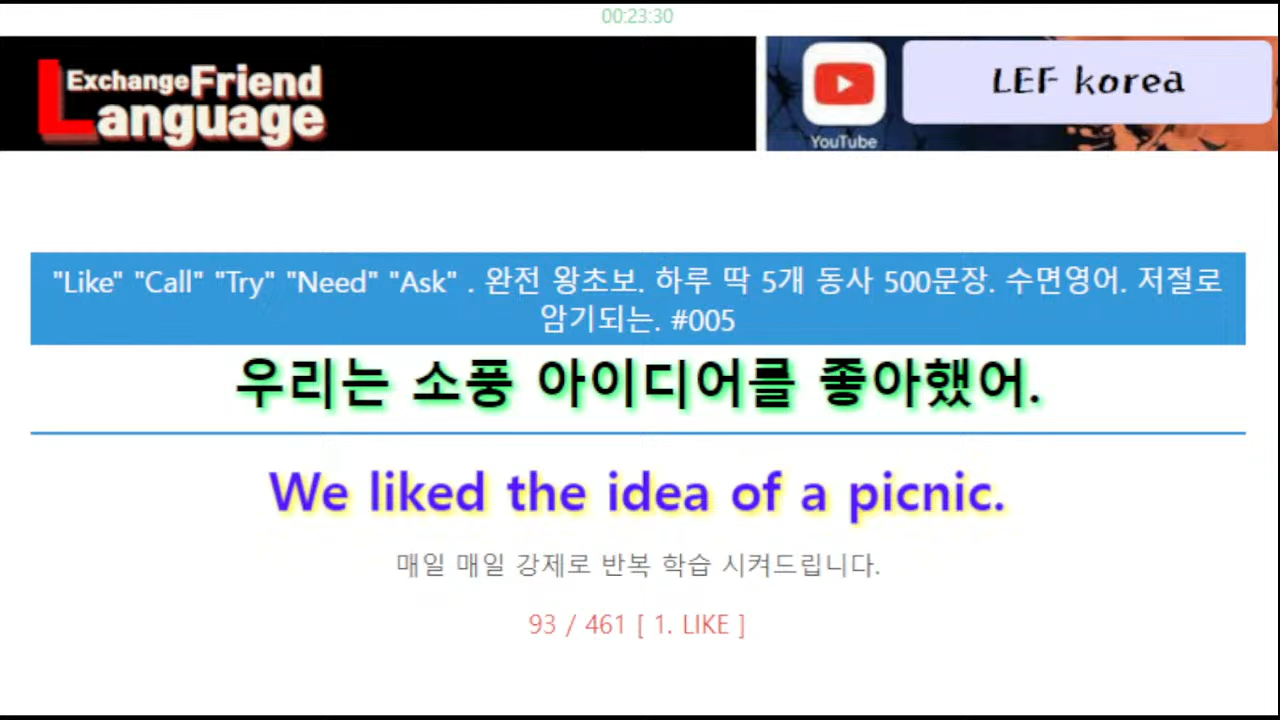 00:23:30
ExchangeFriend
Language
LEF korea
YouTube
"Like" "Call" "Try" "Need" "Ask" . 완전 왕초보. 하루 딱 5개 동사 500문장. 수면영어. 저절로
암기되는. #005
우리는 소풍 아이디어를 좋아했어.
We liked the idea of a picnic.
매일 매일 강제로 반복 학습 시켜드립니다.
93 / 461 [ 1. LIKE ]